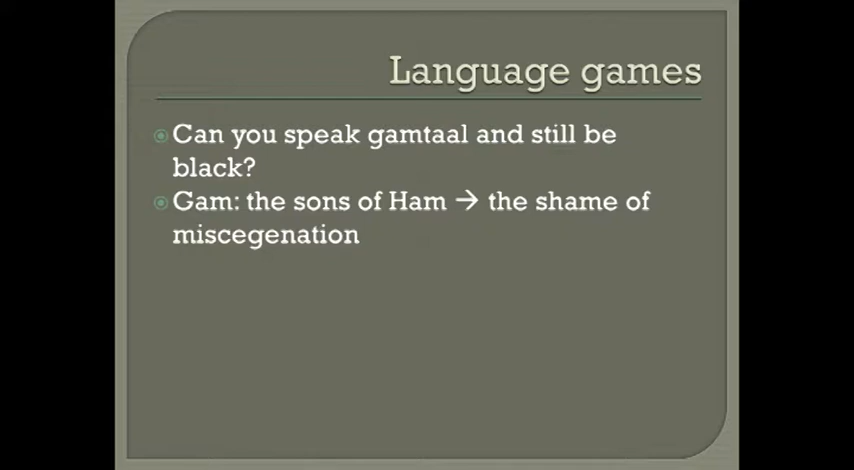 Language games
Can you speak gamtaal and still be
black?
Gam: the sons of Ham → the shame of
miscegenation